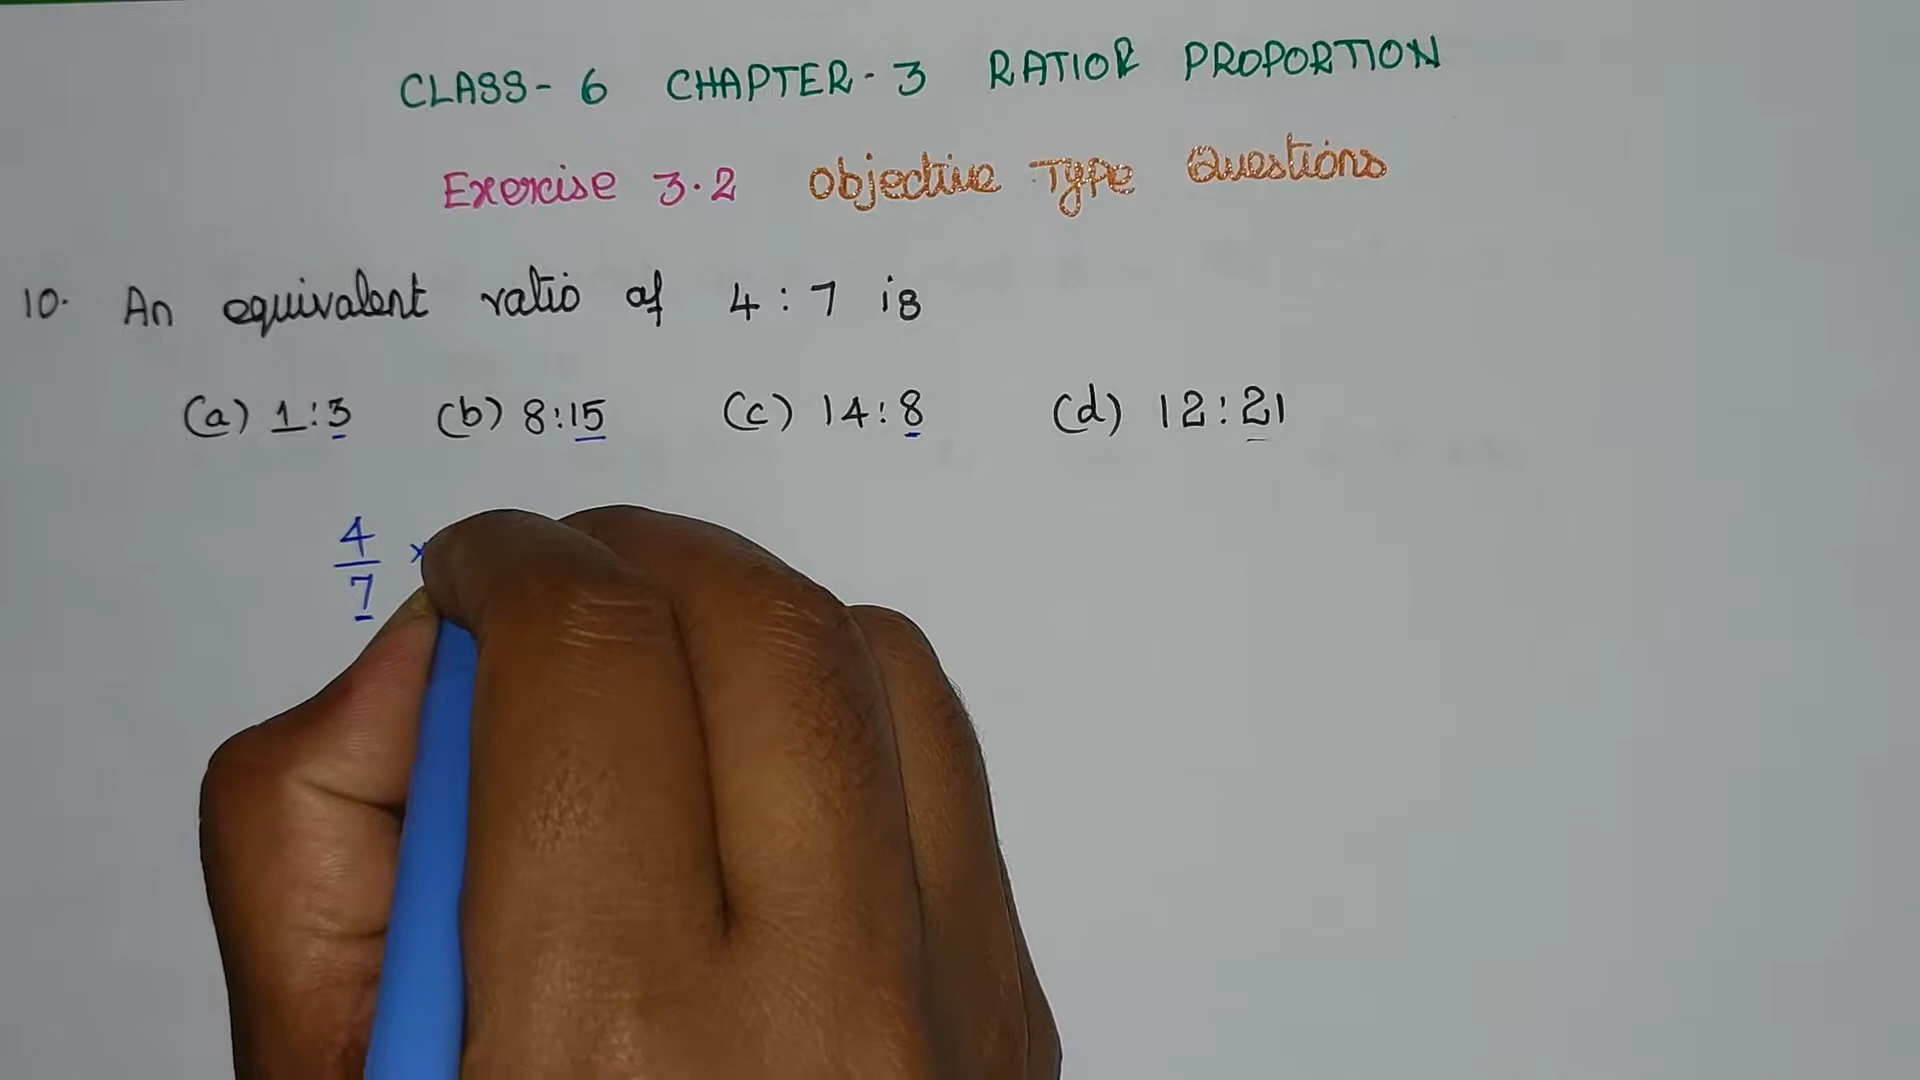 CLASS- 6 CHAPTER- 3 RATIO & PROPORTION
Exercise 3.2 Objective Type Questions
10. An equivalent ratio of 4 : 7 is
(a) 1:3 (b) 8:15 (c) 14:8 (d) 12:21
4/7 ×